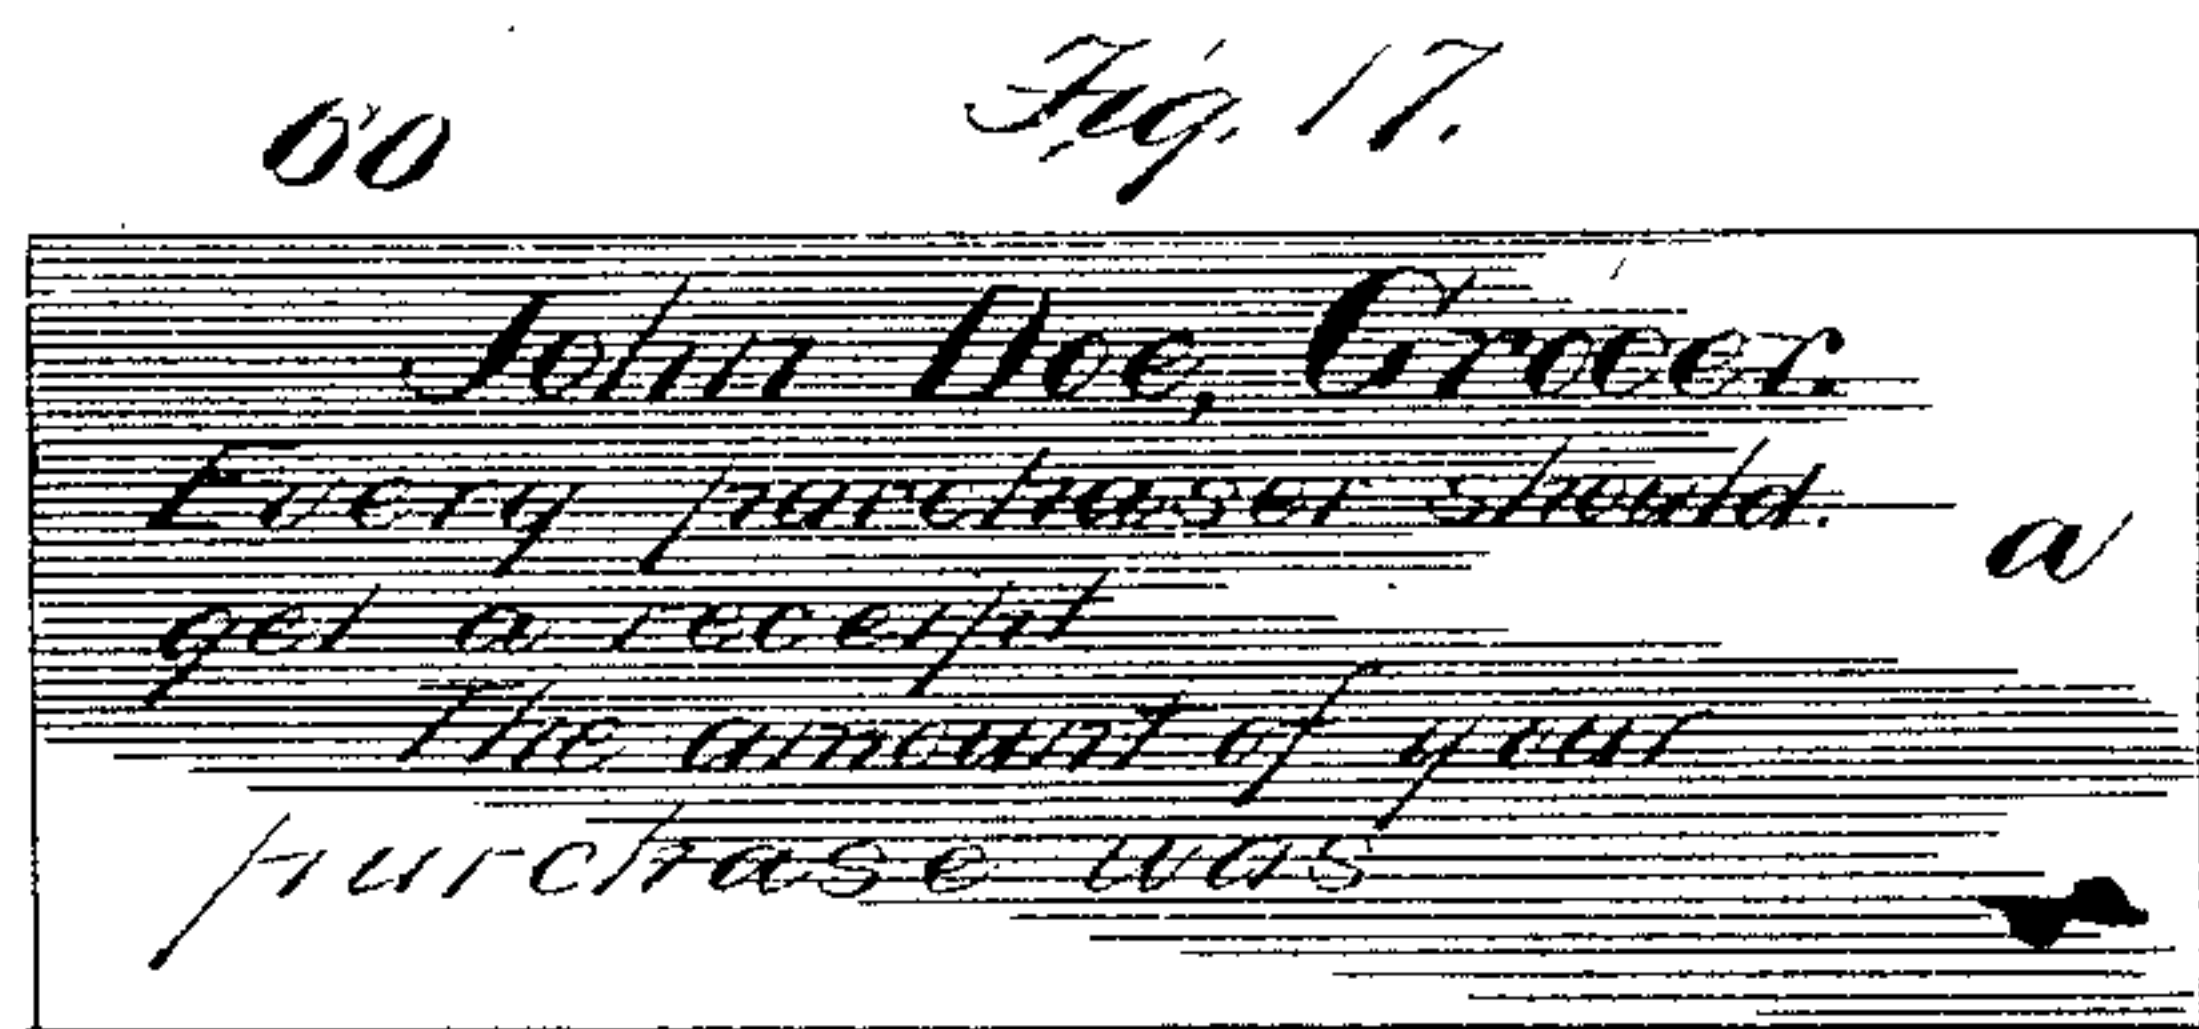 60 Fig. 17.
John Doe, Grocer.
Every purchaser should.
a
get a receipt
The amount of your
purchase was